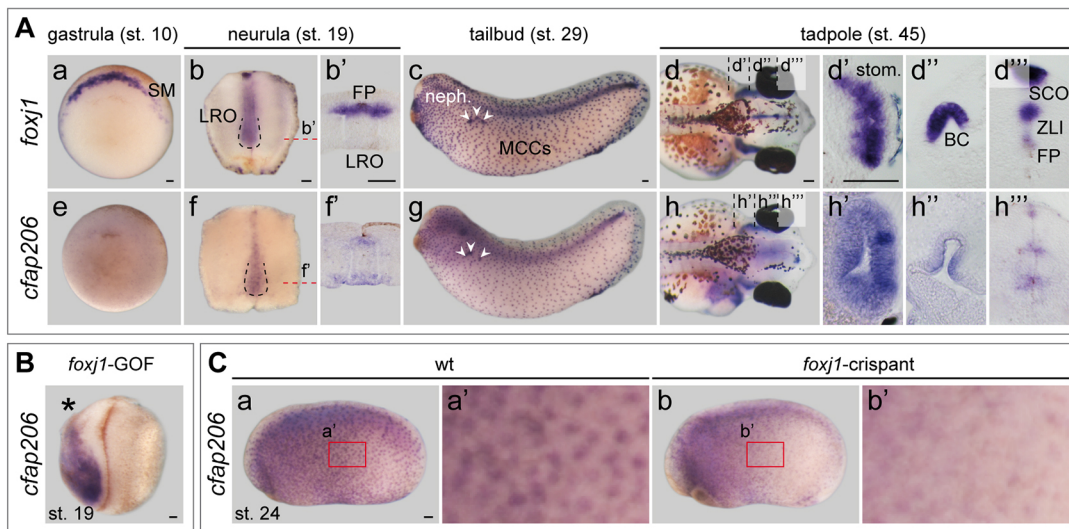 A
gastrula (st. 10)
neurula (st. 19)
tailbud (st. 29)
tadpole (st. 45)
foxj1
a
SM
b
LRO
b'
b'
FP
LRO
c
neph.
MCCs
d
d'
d''
d'''
d'
stom.
d''
BC
d'''
SCO
ZLI
FP
cfap206
e
f
f'
f'
g
h
h'
h''
h'''
h'
h''
h'''
B
foxj1-GOF
cfap206
*
st. 19
C
wt
foxj1-crispant
cfap206
a
a'
st. 24
a'
b
b'
b'